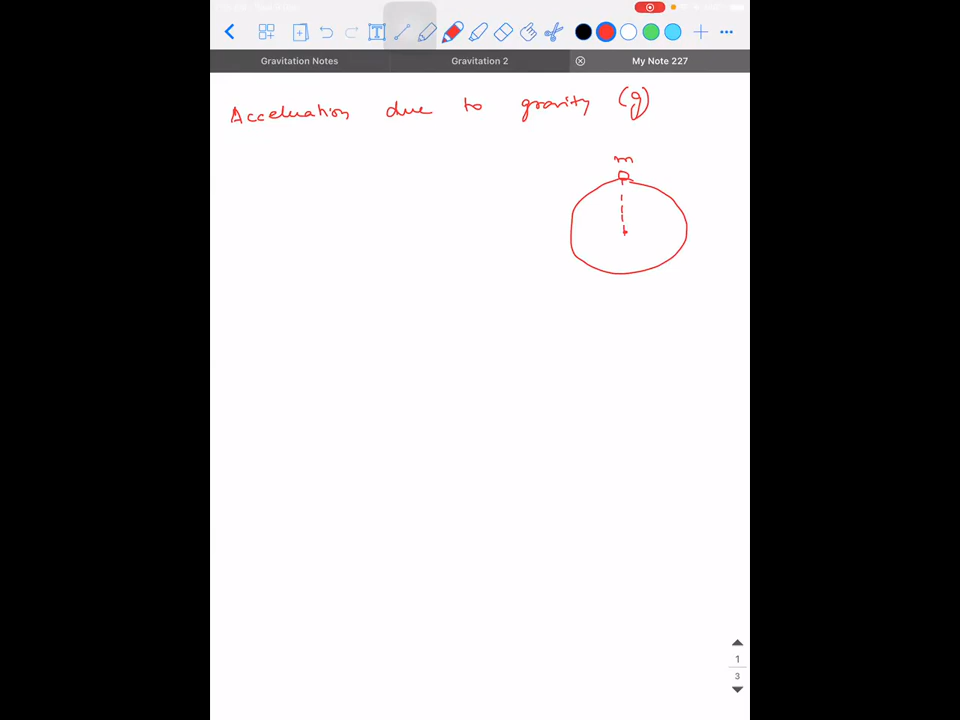 Gravitation Notes
Gravitation 2
My Note 227
Acceleration due to gravity (g)
m
1
3